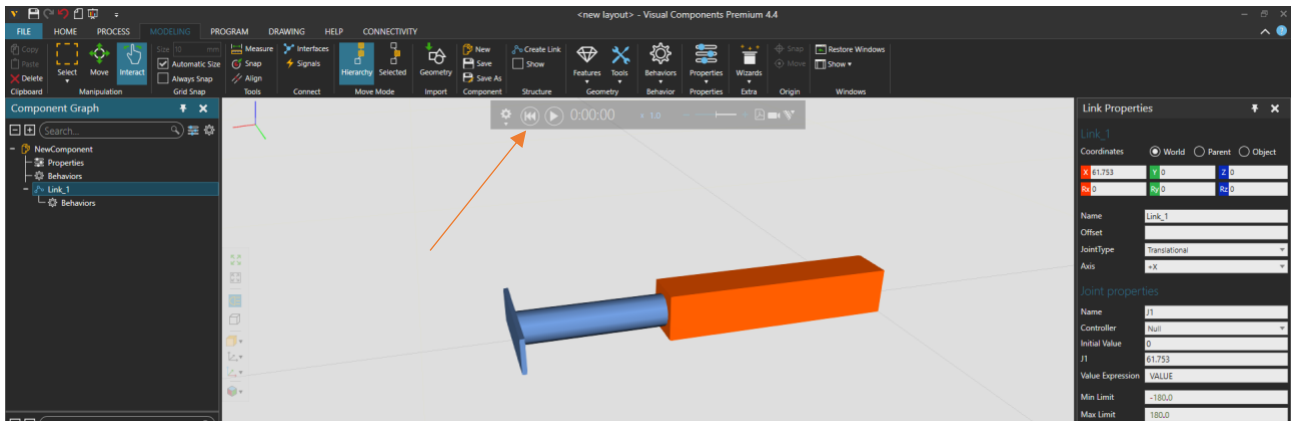 <new layout> - Visual Components Premium 4.4
FILE HOME PROCESS MODELING PROGRAM DRAWING HELP CONNECTIVITY
Copy
Paste
Delete
Clipboard
Select
Move
Interact
Manipulation
Size 10 mm
Automatic Size
Always Snap
Grid Snap
Measure
Snap
Align
Tools
Interfaces
Signals
Connect
Hierarchy
Selected
Move Mode
Geometry
Import
New
Save
Save As
Component
Create Link
Show
Structure
Features
Tools
Geometry
Behaviors
Behavior
Properties
Properties
Wizards
Extra
Snap
Move
Origin
Restore Windows
Show
Windows
Component Graph
Search...
NewComponent
Properties
Behaviors
Link_1
Behaviors
0:00:00 x 1.0
Link Properties
Link_1
Coordinates World Parent Object
X 61.753 Y 0 Z 0
Rx 0 Ry 0 Rz 0
Name Link_1
Offset
JointType Translational
Axis +X
Joint properties
Name J1
Controller Null
Initial Value 0
J1 61.753
Value Expression VALUE
Min Limit -180.0
Max Limit 180.0